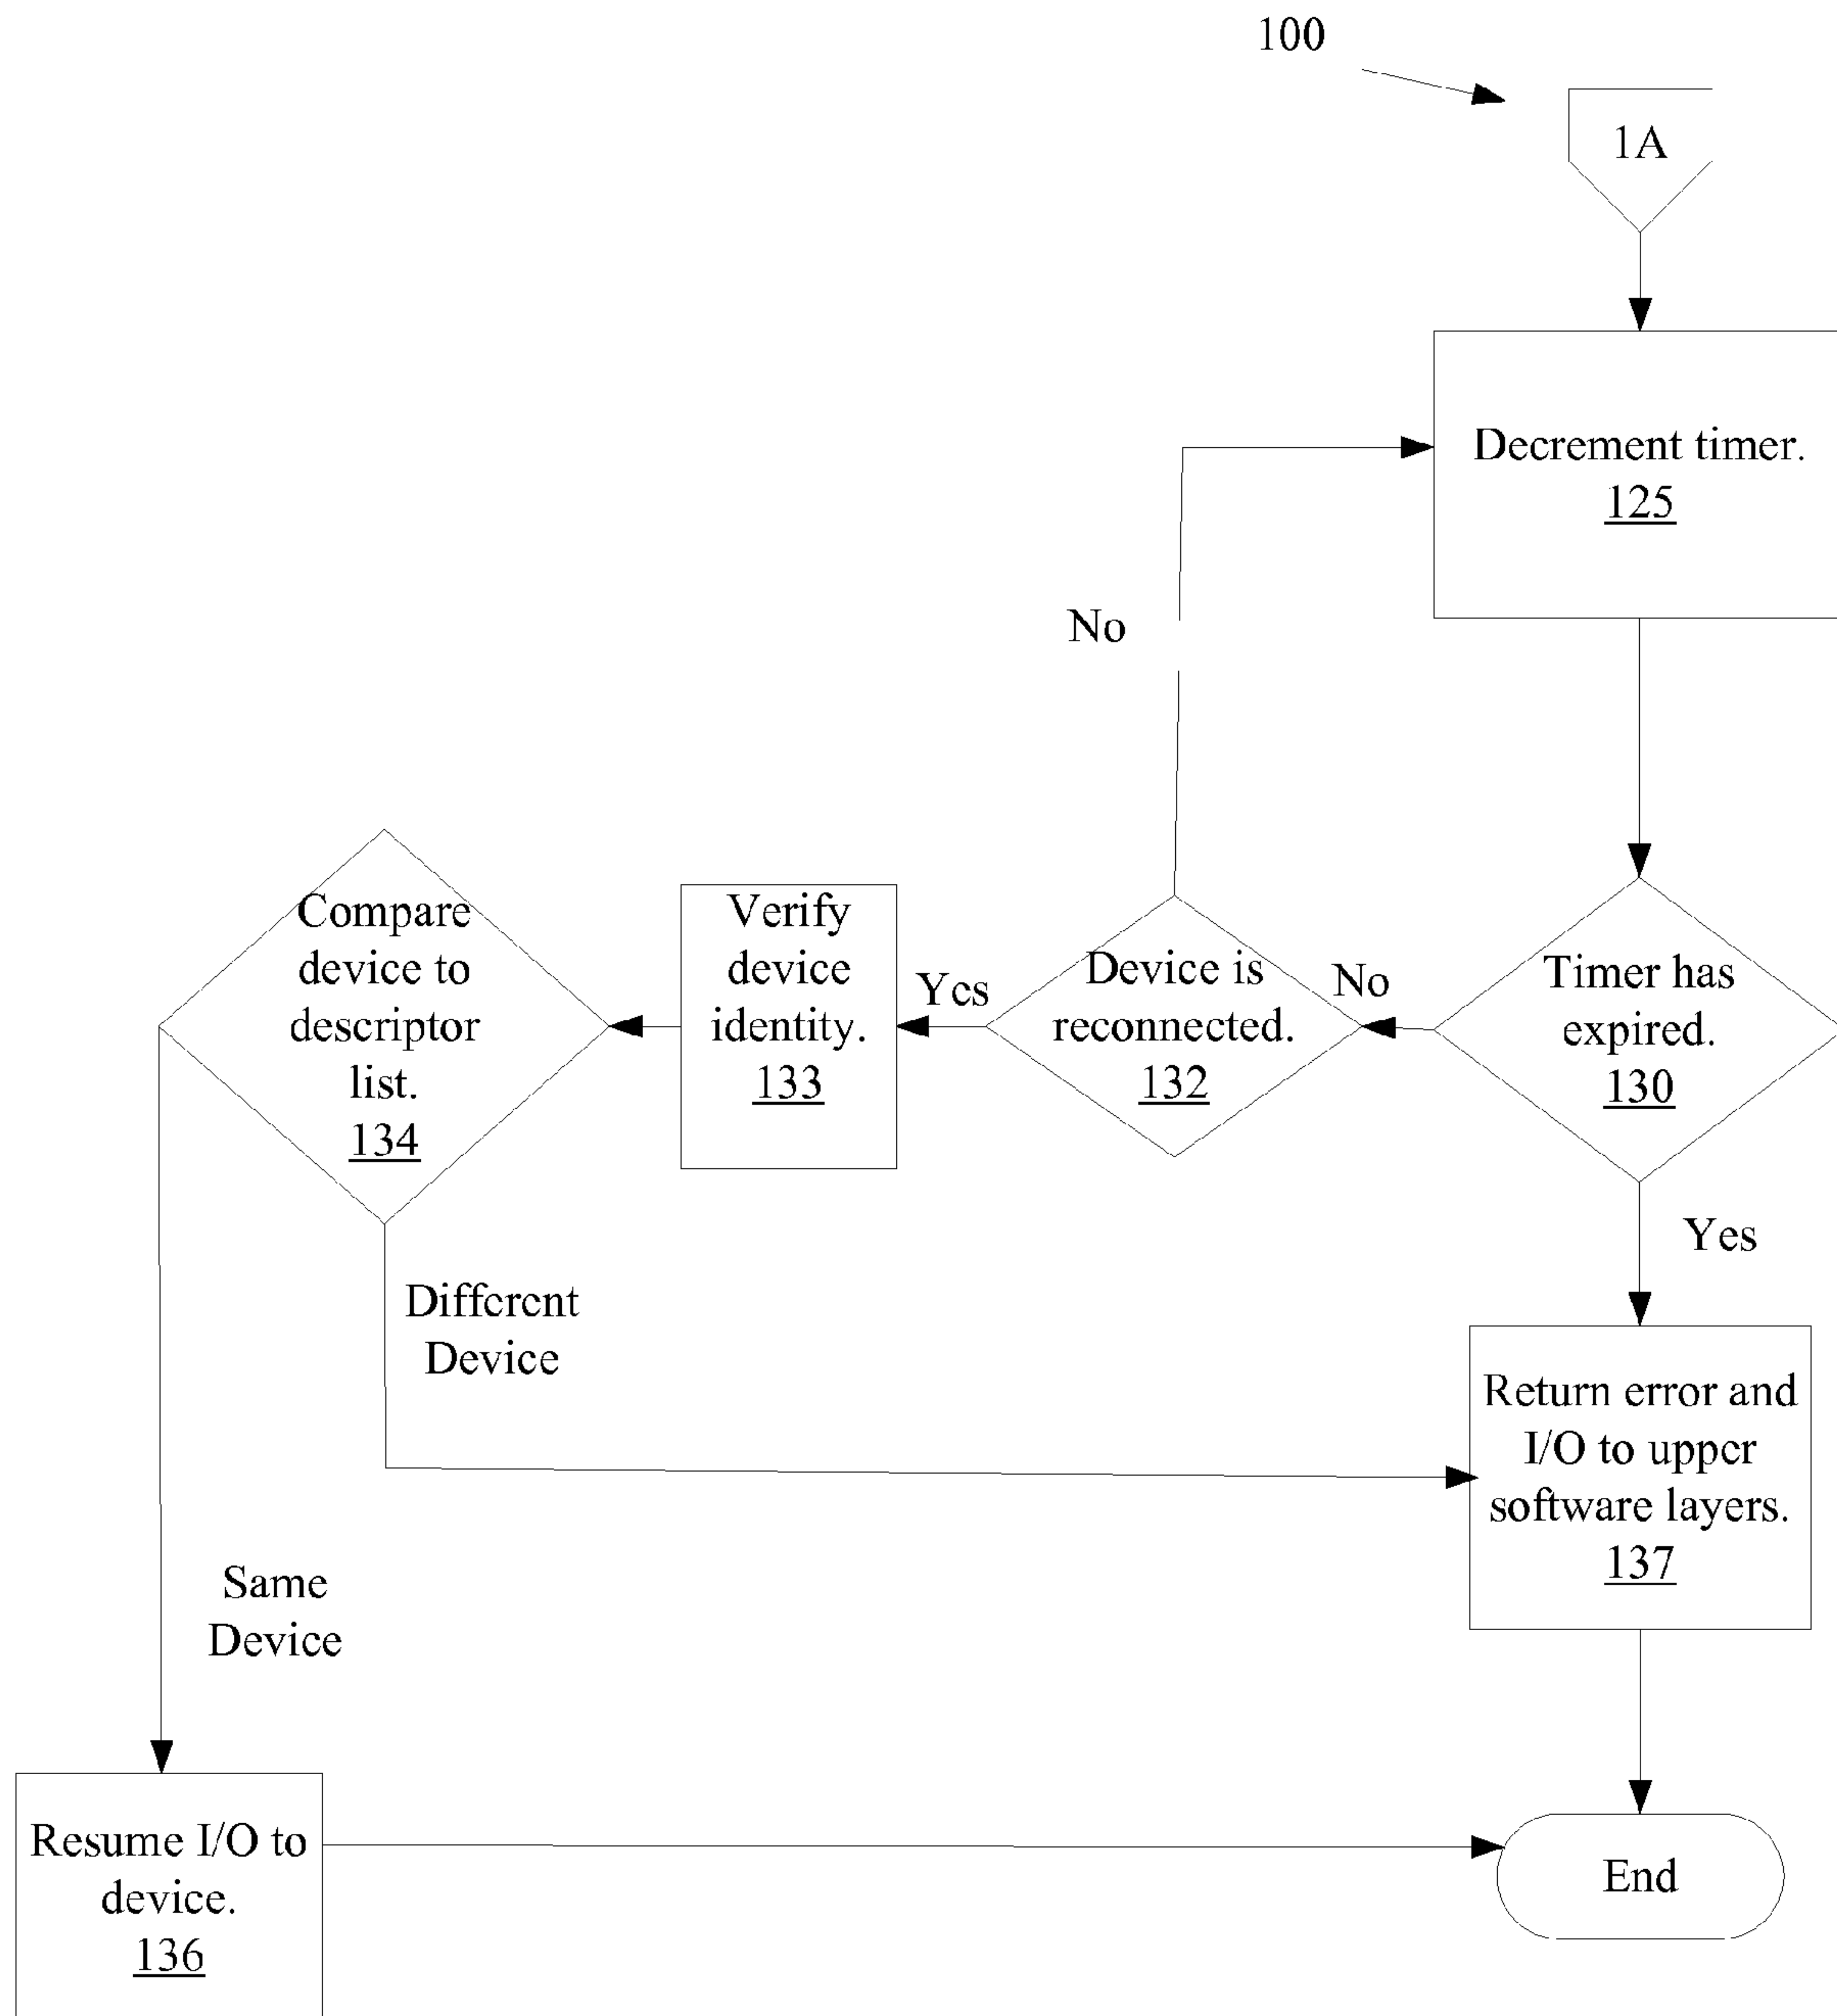 100
1A
Decrement timer.
125
No
Compare
device to
descriptor
list.
134
Verify
device
identity.
133
Yes
Device is
reconnected.
132
No
Timer has
expired.
130
Yes
Different
Device
Return error and
I/O to upper
software layers.
137
Same
Device
Resume I/O to
device.
136
End